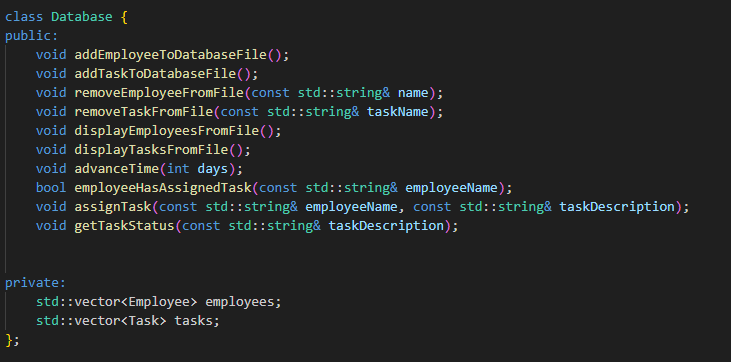 class Database {
public:
    void addEmployeeToDatabaseFile();
    void addTaskToDatabaseFile();
    void removeEmployeeFromFile(const std::string& name);
    void removeTaskFromFile(const std::string& taskName);
    void displayEmployeesFromFile();
    void displayTasksFromFile();
    void advanceTime(int days);
    bool employeeHasAssignedTask(const std::string& employeeName);
    void assignTask(const std::string& employeeName, const std::string& taskDescription);
    void getTaskStatus(const std::string& taskDescription);
private:
    std::vector<Employee> employees;
    std::vector<Task> tasks;
};